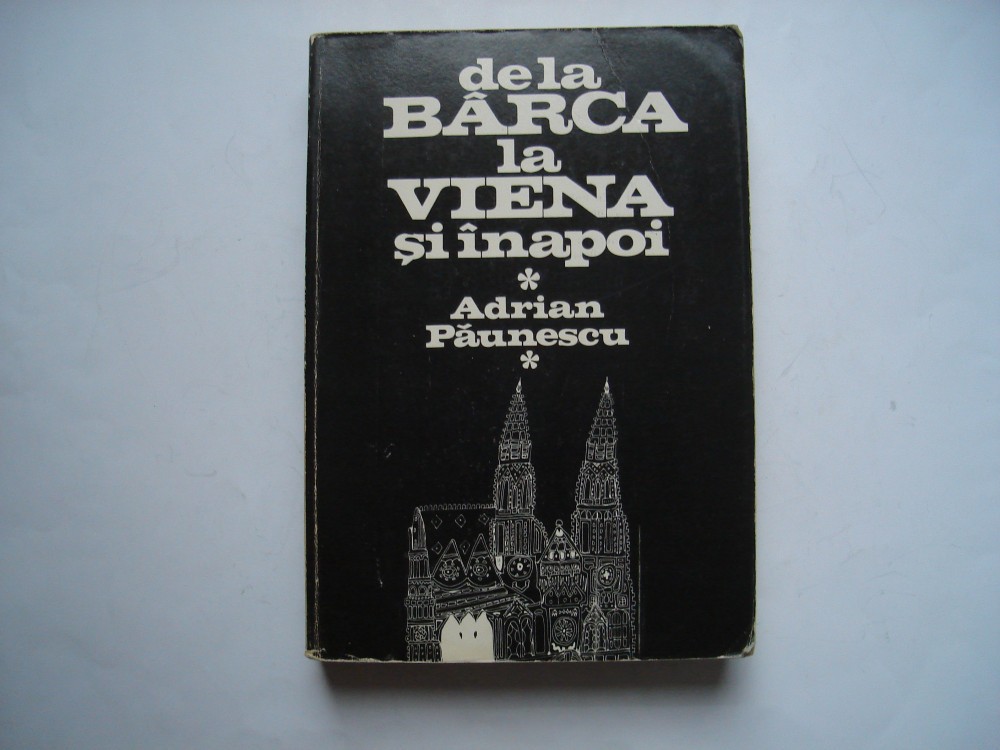 de la
BÂRCA
la
VIENA
și înapoi
*
Adrian
Păunescu
*